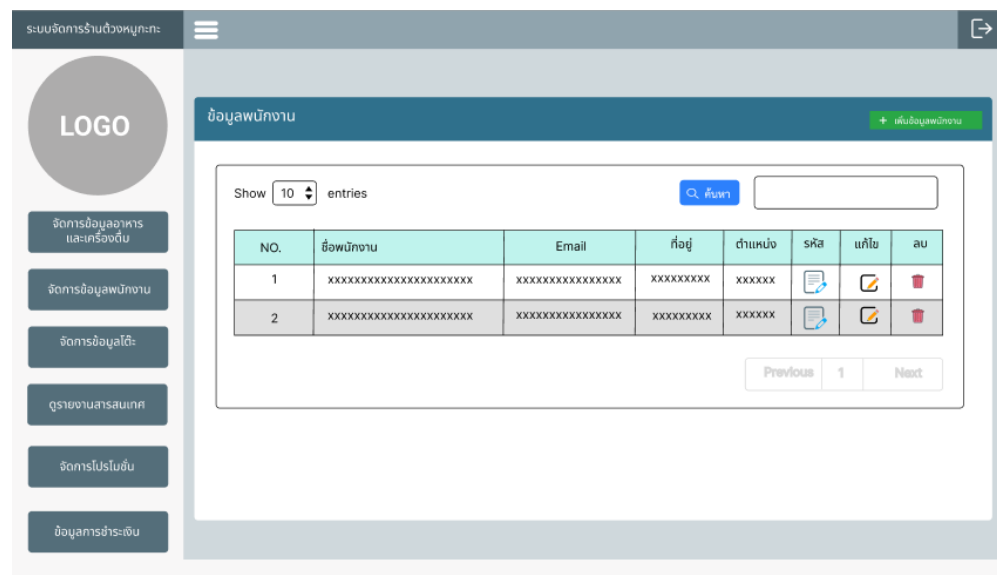 ระบบจัดการร้านต้วงหมูกะทะ
LOGO
จัดการข้อมูลอาหาร
และเครื่องดื่ม
จัดการข้อมูลพนักงาน
จัดการข้อมูลโต๊ะ
ดูรายงานสารสนเทศ
จัดการโปรโมชั่น
ข้อมูลการชำระเงิน
ข้อมูลพนักงาน
+ เพิ่มข้อมูลพนักงาน
Show 10 entries
ค้นหา
NO. ชื่อพนักงาน Email ที่อยู่ ตำแหน่ง รหัส แก้ไข ลบ
1 xxxxxxxxxxxxxxxxxxxxxx xxxxxxxxxxxxxxxx xxxxxxxxx xxxxxx
2 xxxxxxxxxxxxxxxxxxxxxx xxxxxxxxxxxxxxxx xxxxxxxxx xxxxxx
Previous 1 Next